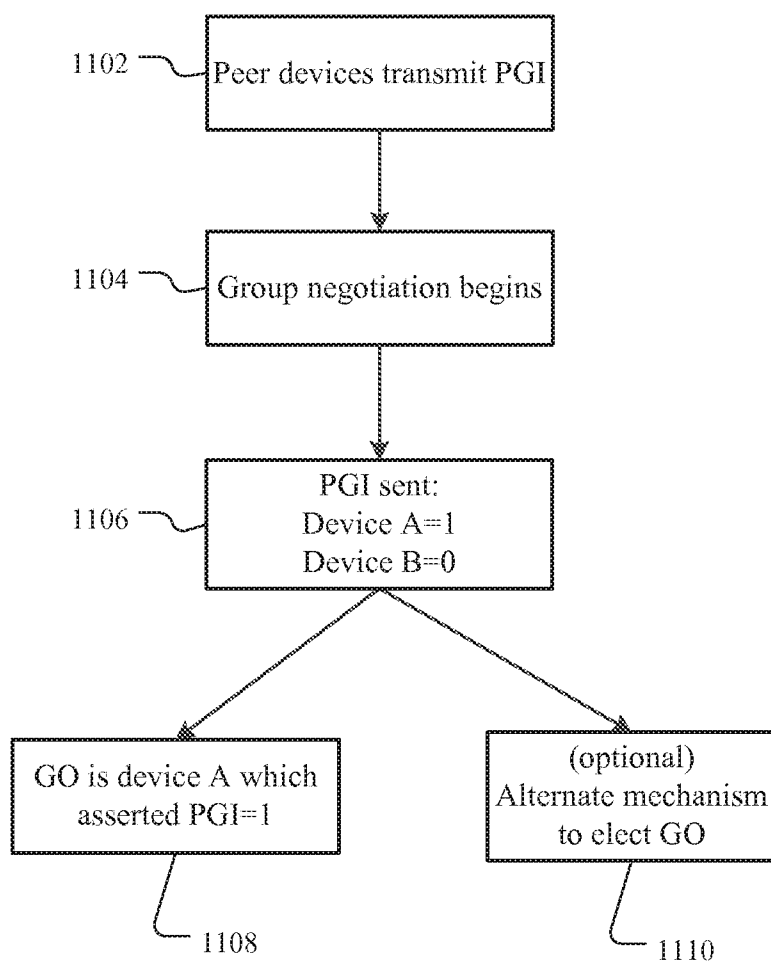 1102
Peer devices transmit PGI
1104
Group negotiation begins
1106
PGI sent:
Device A=1
Device B=0
GO is device A which
asserted PGI=1
(optional)
Alternate mechanism
to elect GO
1108
1110